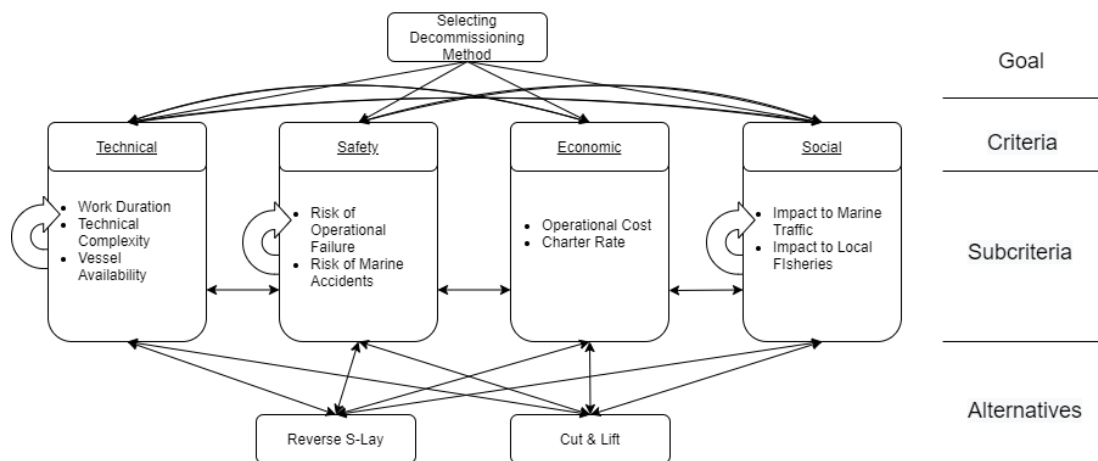 Selecting
Decommissioning
Method
Goal
Technical
Safety
Economic
Social
Criteria
• Work Duration
• Technical
Complexity
• Vessel
Availability
• Risk of
Operational
Failure
• Risk of Marine
Accidents
• Operational Cost
• Charter Rate
• Impact to Marine
Traffic
• Impact to Local
FIsheries
Subcriteria
Reverse S-Lay
Cut & Lift
Alternatives